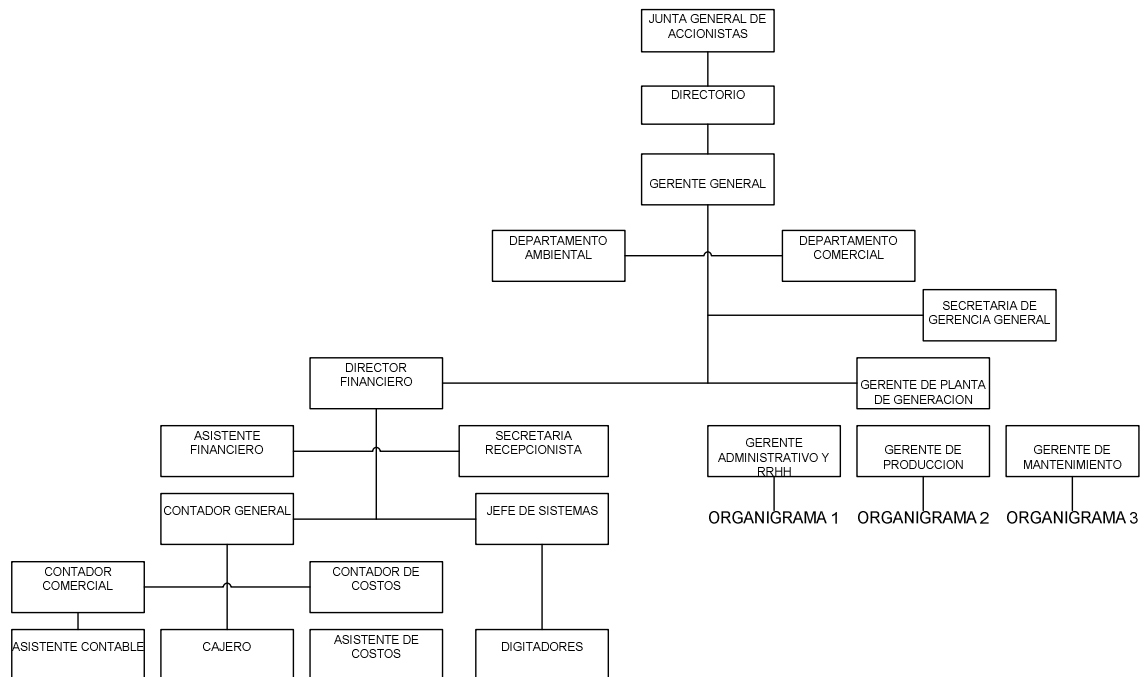 JUNTA GENERAL DE
ACCIONISTAS
DIRECTORIO
GERENTE GENERAL
DEPARTAMENTO
AMBIENTAL
DEPARTAMENTO
COMERCIAL
SECRETARIA DE
GERENCIA GENERAL
DIRECTOR
FINANCIERO
GERENTE DE PLANTA
DE GENERACION
ASISTENTE
FINANCIERO
SECRETARIA
RECEPCIONISTA
GERENTE
ADMINISTRATIVO Y
RRHH
GERENTE DE
PRODUCCION
GERENTE DE
MANTENIMIENTO
CONTADOR GENERAL
JEFE DE SISTEMAS
ORGANIGRAMA 1
ORGANIGRAMA 2
ORGANIGRAMA 3
CONTADOR
COMERCIAL
CONTADOR DE
COSTOS
ASISTENTE CONTABLE
CAJERO
ASISTENTE DE
COSTOS
DIGITADORES